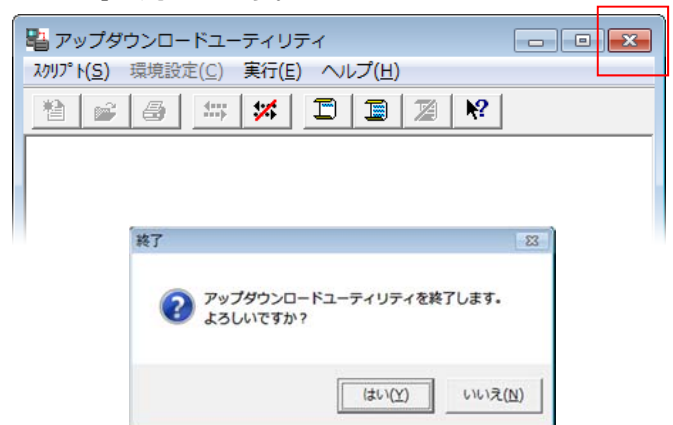 アップダウンロードユーティリティ
ｽｸﾘﾌﾟﾄ(S) 環境設定(C) 実行(E) ヘルプ(H)
終了
アップダウンロードユーティリティを終了します。
よろしいですか？
はい(Y) いいえ(N)